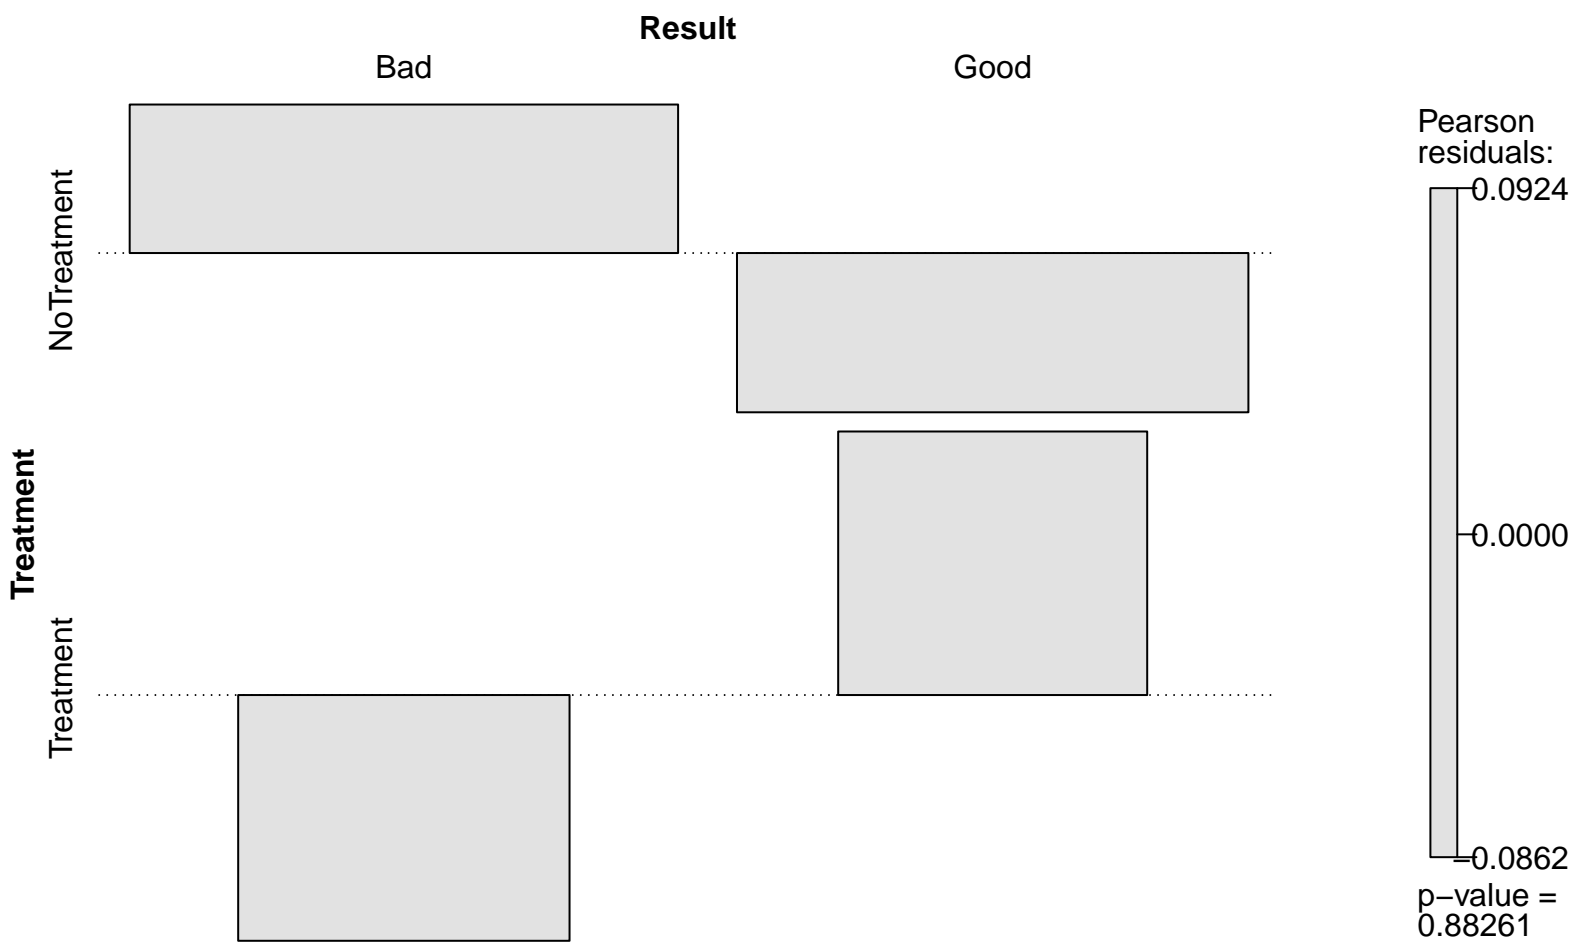 Result
Bad
Good
NoTreatment
Treatment
Treatment
Pearson
residuals:
0.0924
0.0000
−0.0862
p−value =
0.88261